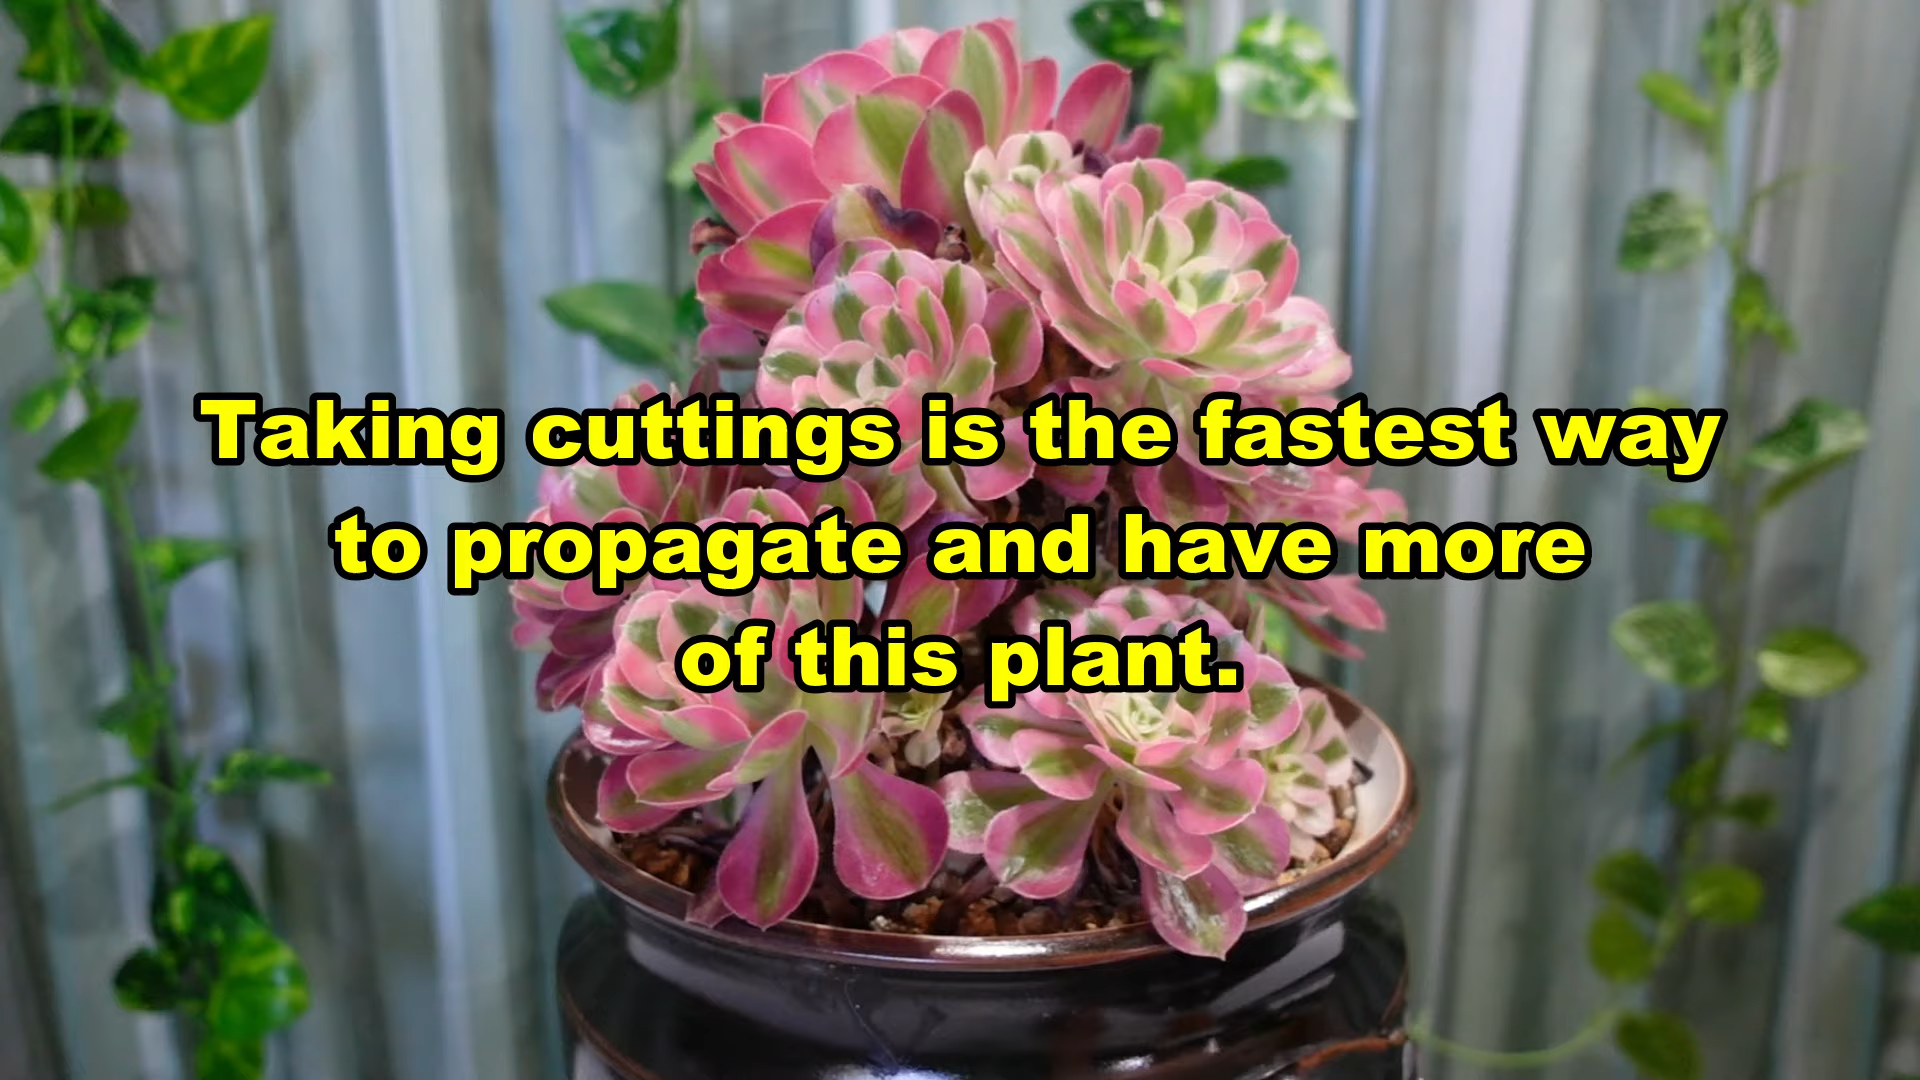 Taking cuttings is the fastest way
to propagate and have more
of this plant.